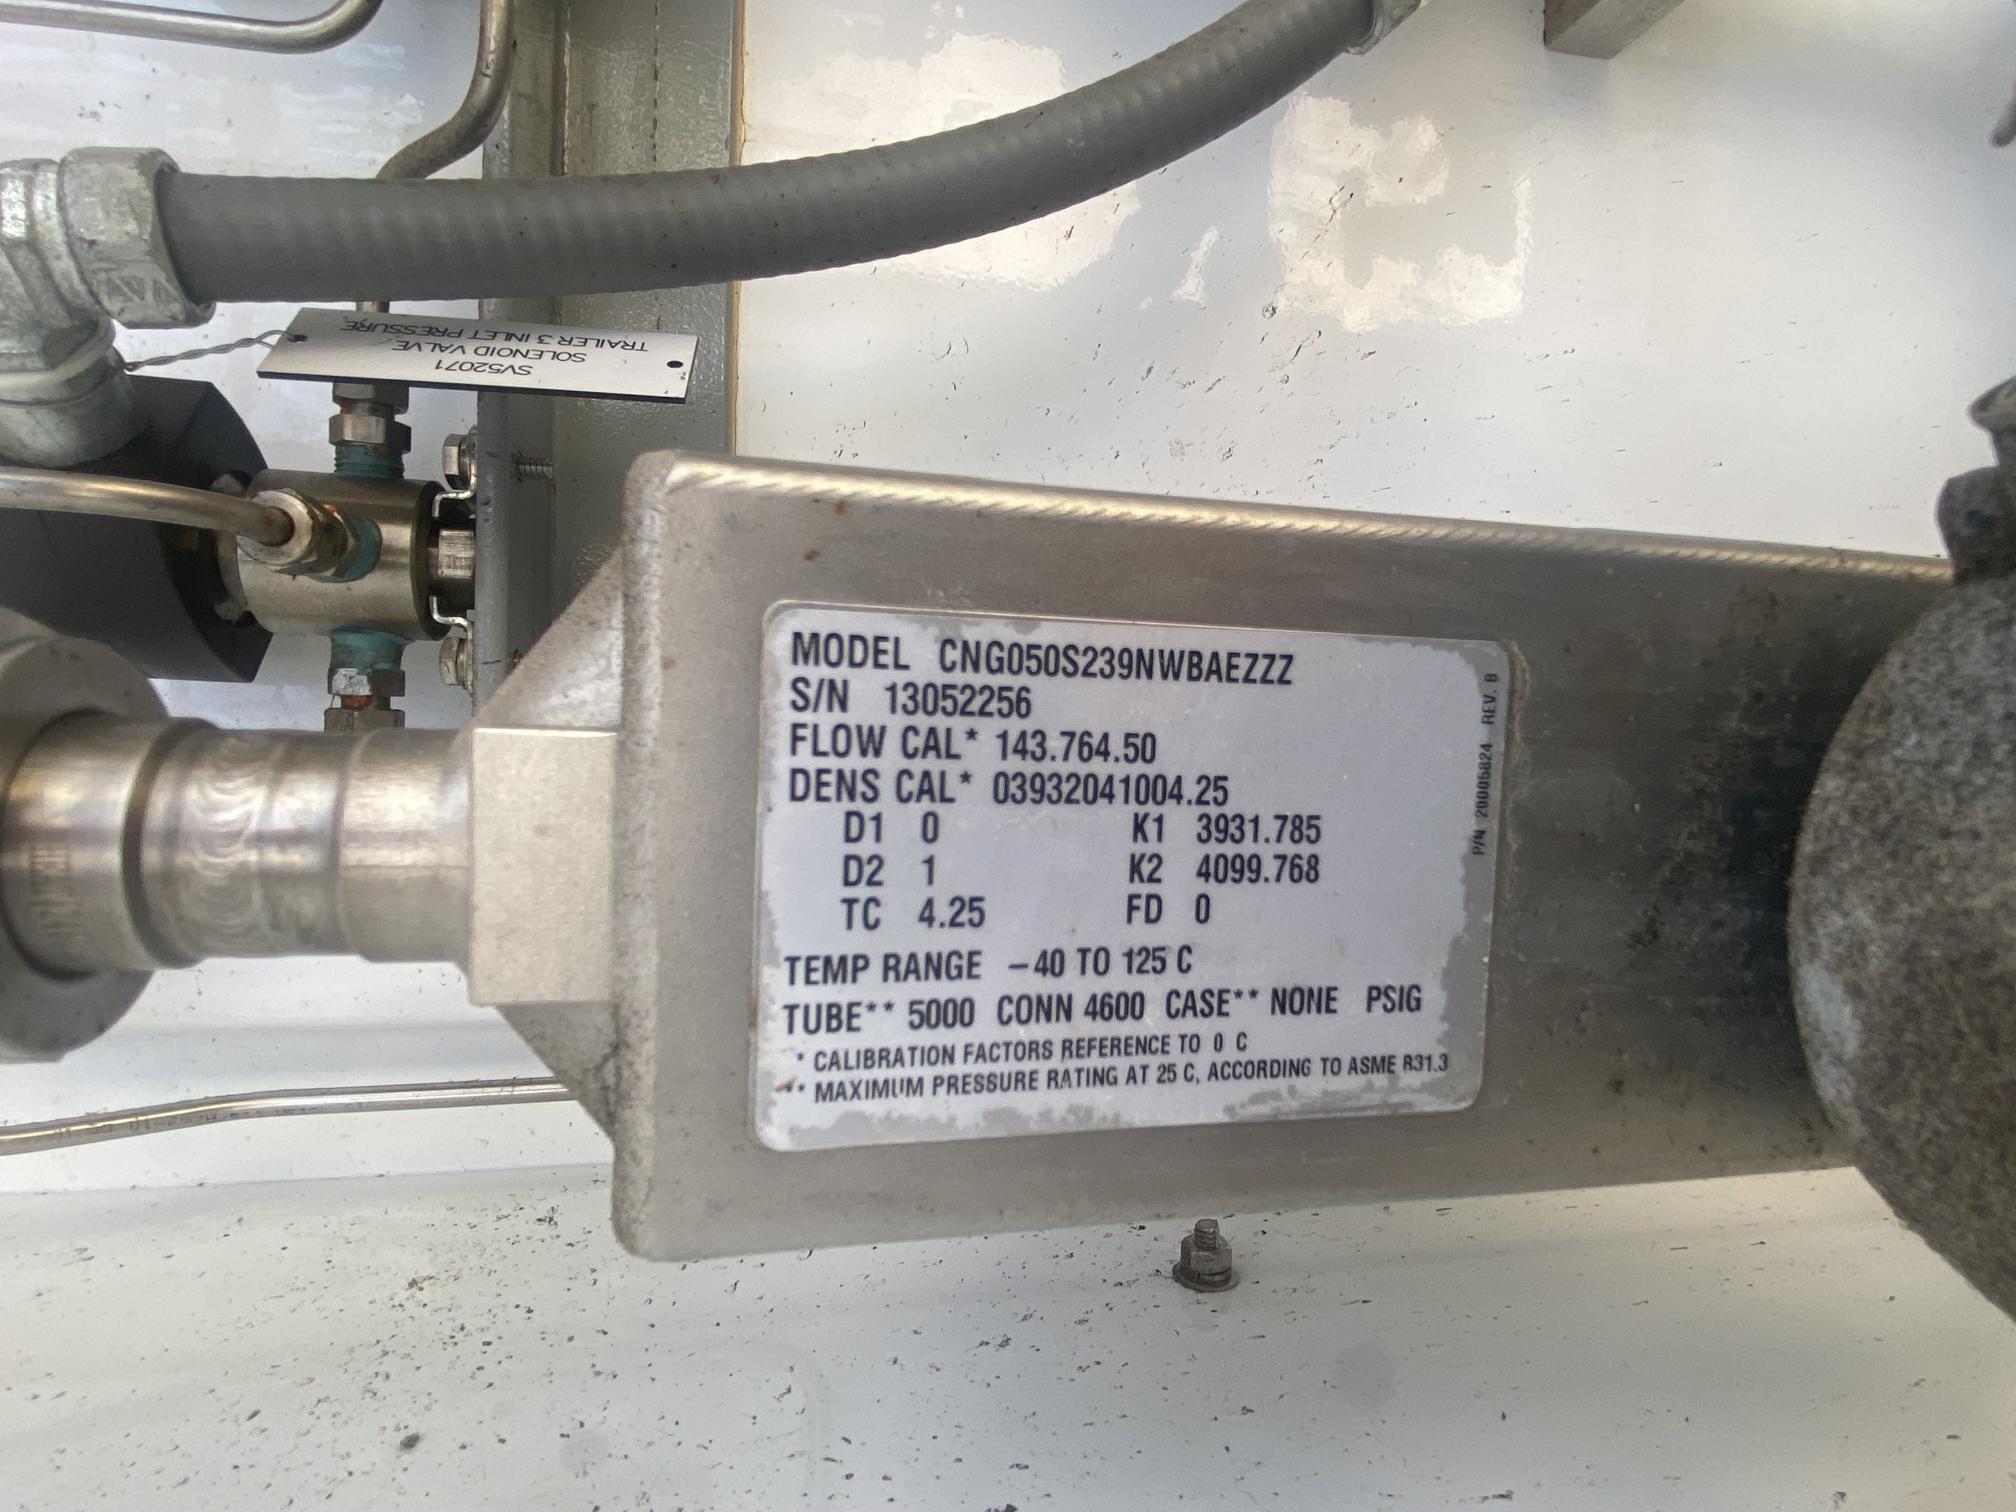 SV52071
SOLENOID VALVE
TRAILER 3 INLET PRESSURE
MODEL CNG050S239NWBAEZZZ
S/N 13052256
FLOW CAL* 143.764.50
DENS CAL* 03932041004.25
D1 0 K1 3931.785
D2 1 K2 4099.768
TC 4.25 FD 0
TEMP RANGE -40 TO 125 C
TUBE** 5000 CONN 4600 CASE** NONE PSIG
* CALIBRATION FACTORS REFERENCE TO 0 C
** MAXIMUM PRESSURE RATING AT 25 C, ACCORDING TO ASME B31.3
P/N 20005824 REV. B